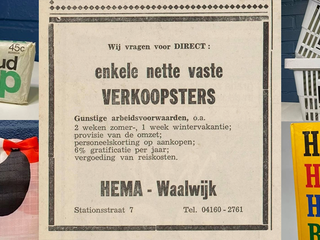 45c
ud
p
Wij vragen voor DIRECT :
enkele nette vaste
VERKOOPSTERS
Gunstige arbeidsvoorwaarden, o.a.
2 weken zomer-, 1 week wintervakantie;
provisie van de omzet;
personeelskorting op aankopen;
6% gratificatie per jaar;
vergoeding van reiskosten.
HEMA - Waalwijk
Stationsstraat 7 Tel. 04160 - 2761
H
H
H
H
B